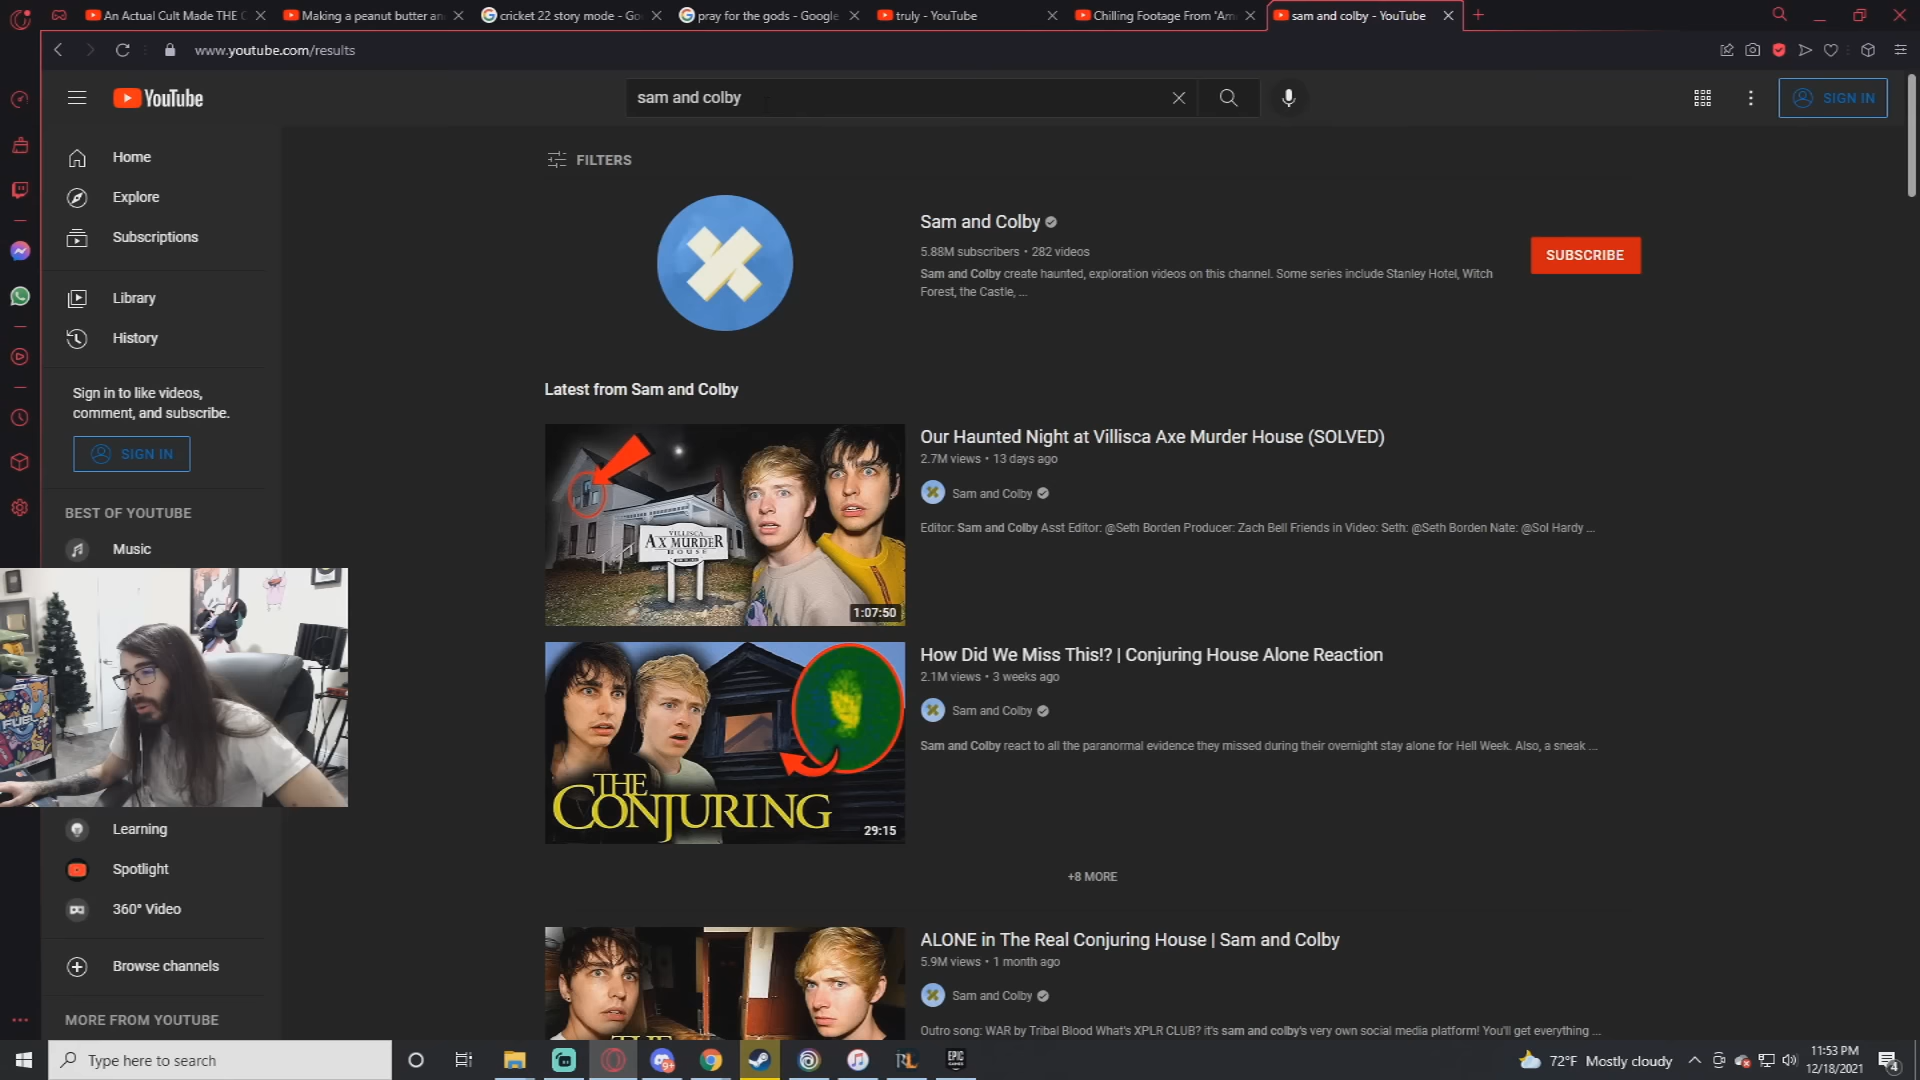 An Actual Cult Made THE
Making a peanut butter an
cricket 22 story mode - Go
pray for the gods - Google
truly - YouTube
Chilling Footage From "Am
sam and colby - YouTube
www.youtube.com/results
YouTube
sam and colby
SIGN IN
Home
Explore
Subscriptions
Library
History
Sign in to like videos,
comment, and subscribe.
SIGN IN
BEST OF YOUTUBE
Music
FUEL
Learning
Spotlight
360° Video
Browse channels
MORE FROM YOUTUBE
FILTERS
Sam and Colby
5.88M subscribers • 282 videos
Sam and Colby create haunted, exploration videos on this channel. Some series include Stanley Hotel, Witch
Forest, the Castle, ...
SUBSCRIBE
Latest from Sam and Colby
VILLISCA
AX MURDER
HOUSE
1:07:50
Our Haunted Night at Villisca Axe Murder House (SOLVED)
2.7M views • 13 days ago
Sam and Colby
Editor: Sam and Colby Asst Editor: @Seth Borden Producer: Zach Bell Friends in Video: Seth: @Seth Borden Nate: @Sol Hardy ...
THE
CONJURING
29:15
How Did We Miss This!? | Conjuring House Alone Reaction
2.1M views • 3 weeks ago
Sam and Colby
Sam and Colby react to all the paranormal evidence they missed during their overnight stay alone for Hell Week. Also, a sneak ...
+8 MORE
THE
ALONE in The Real Conjuring House | Sam and Colby
5.9M views • 1 month ago
Sam and Colby
Outro song: WAR by Tribal Blood What's XPLR CLUB? it's sam and colby's very own social media platform! You'll get everything ...
Type here to search
9+
RL
EPIC
GAMES
72°F Mostly cloudy
11:53 PM
12/18/2021
4